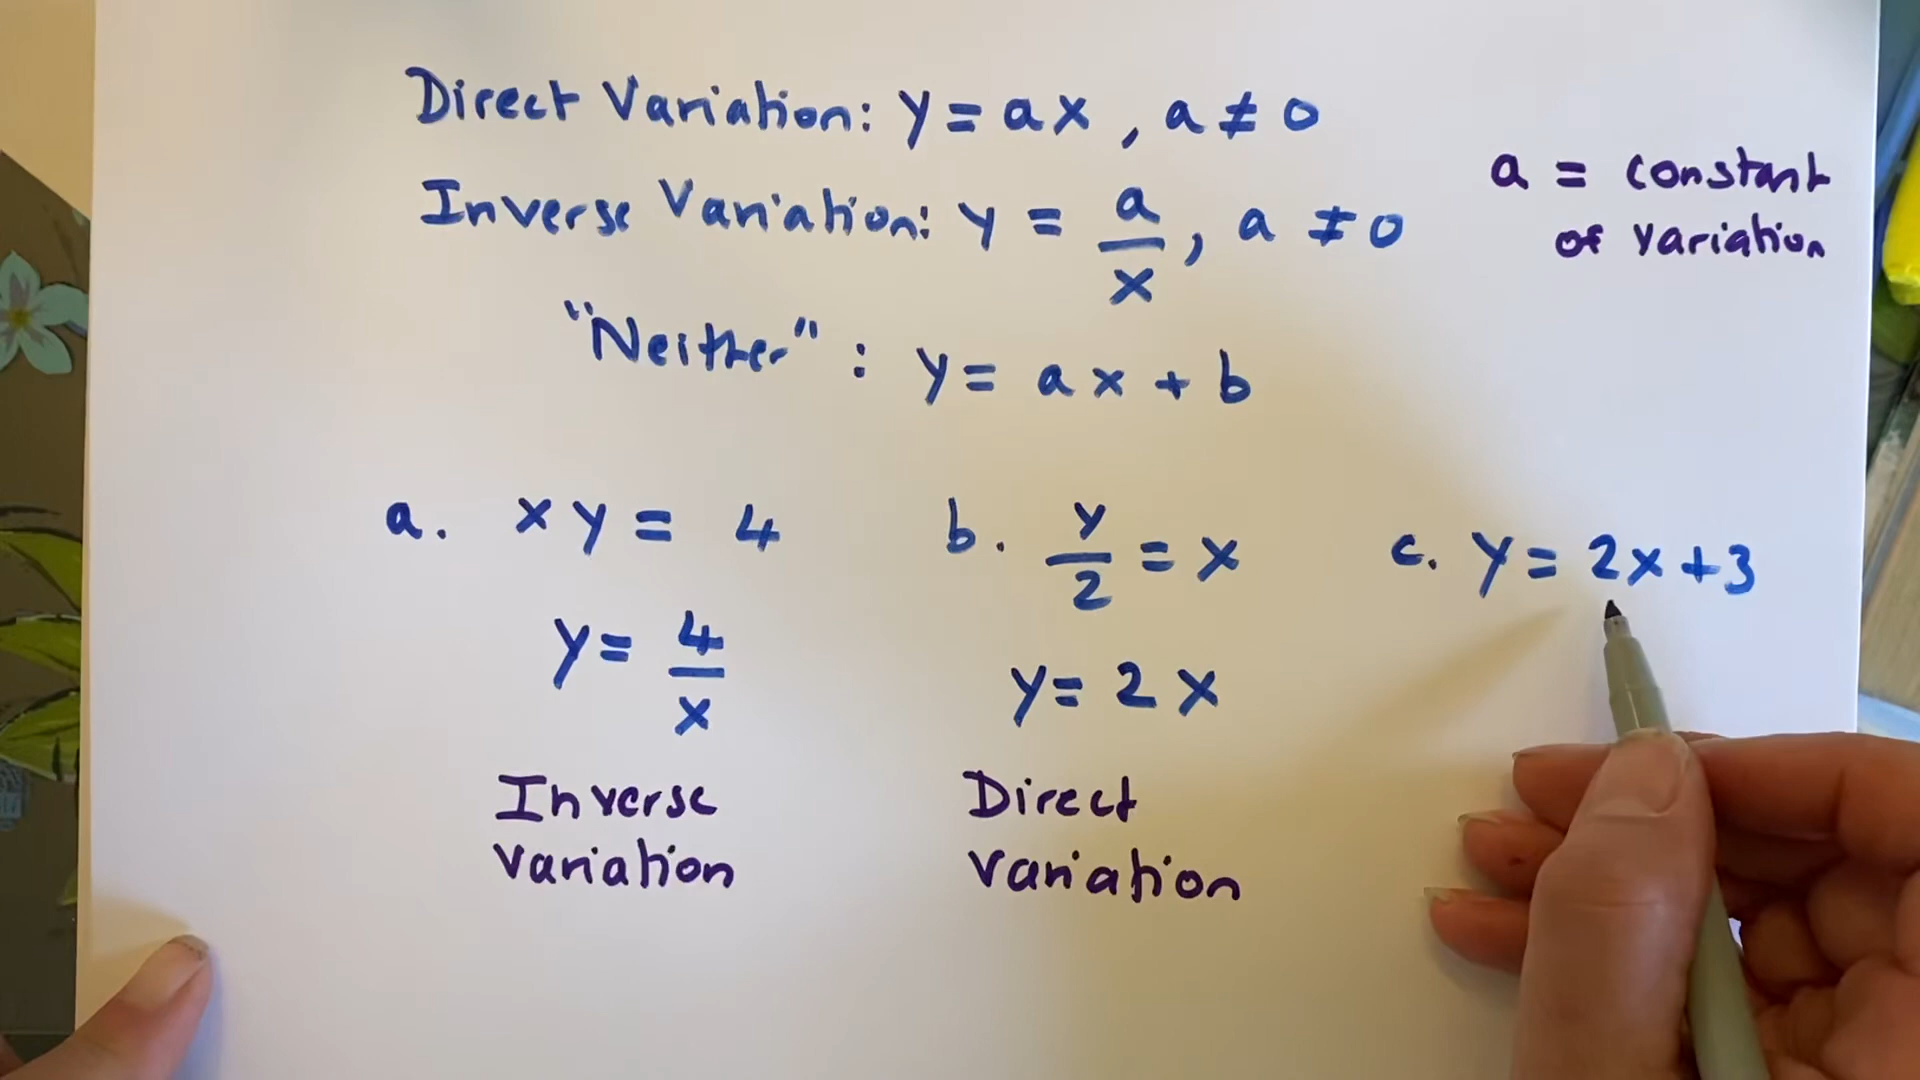 Direct Variation: y = ax, a ≠ 0
Inverse Variation: y = a/x, a ≠ 0
a = constant
of variation
"Neither": y = ax + b
a. xy = 4
b. y/2 = x
c. y = 2x + 3
y = 4/x
y = 2x
Inverse
Variation
Direct
Variation